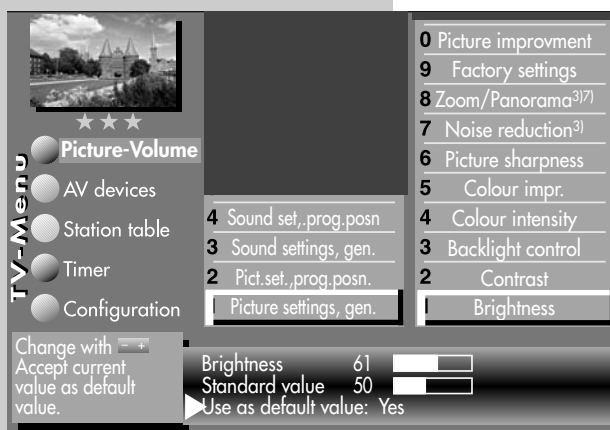 TV-Menu
Picture-Volume
AV devices
Station table
Timer
Configuration
4 Sound set,.prog.posn
3 Sound settings, gen.
2 Pict.set.,prog.posn.
1 Picture settings, gen.
0 Picture improvment
9 Factory settings
8 Zoom/Panorama3)7)
7 Noise reduction3)
6 Picture sharpness
5 Colour impr.
4 Colour intensity
3 Backlight control
2 Contrast
1 Brightness
Change with - +
Accept current
value as default
value.
Brightness 61
Standard value 50
Use as default value: Yes